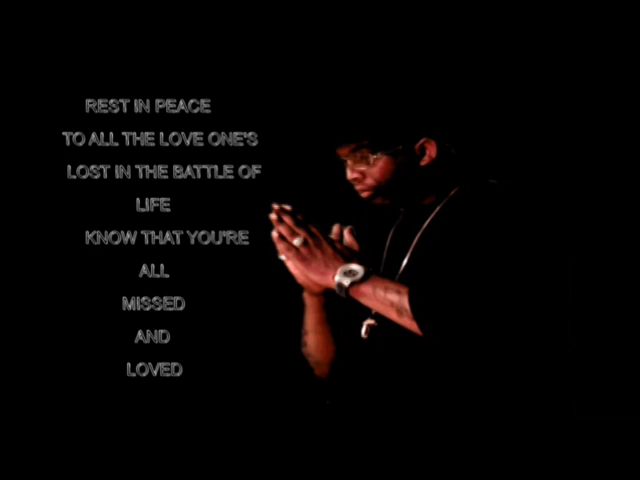 REST IN PEACE
TO ALL THE LOVE ONE'S
LOST IN THE BATTLE OF
LIFE
KNOW THAT YOU'RE
ALL
MISSED
AND
LOVED